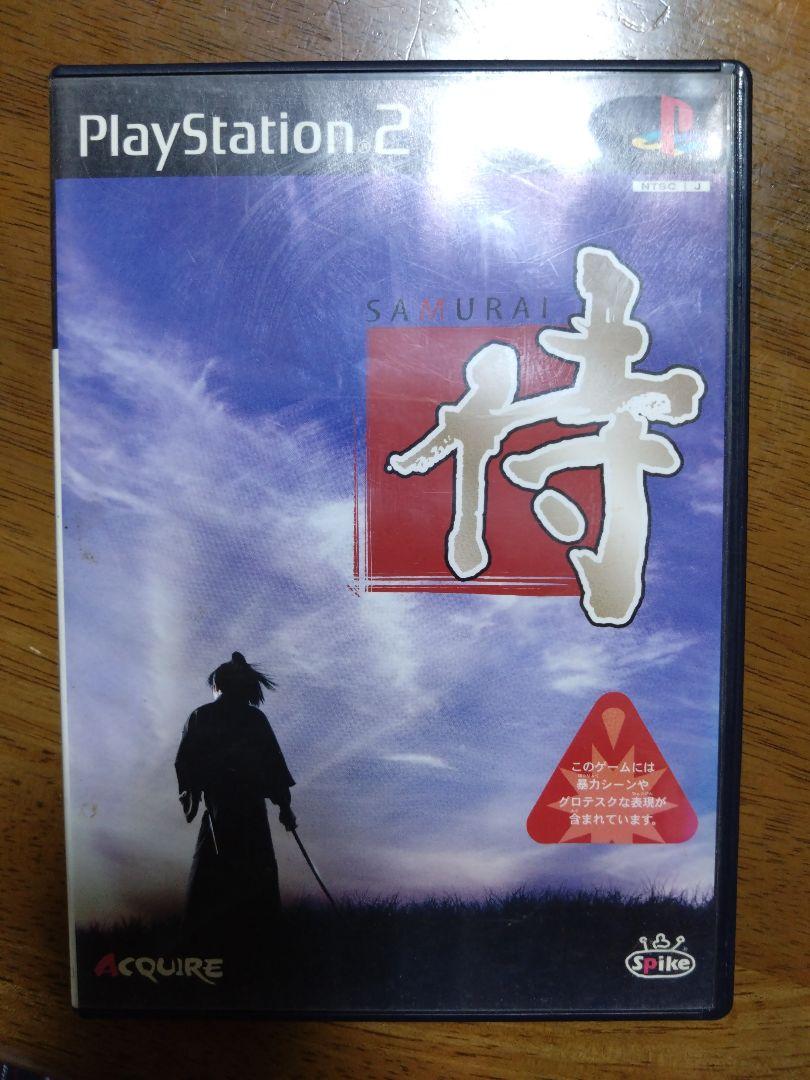 PlayStation®2
NTSC J
SAMURAI
侍
このゲームには
暴力シーンや
グロテスクな表現が
含まれています。
ACQUIRE
Spike